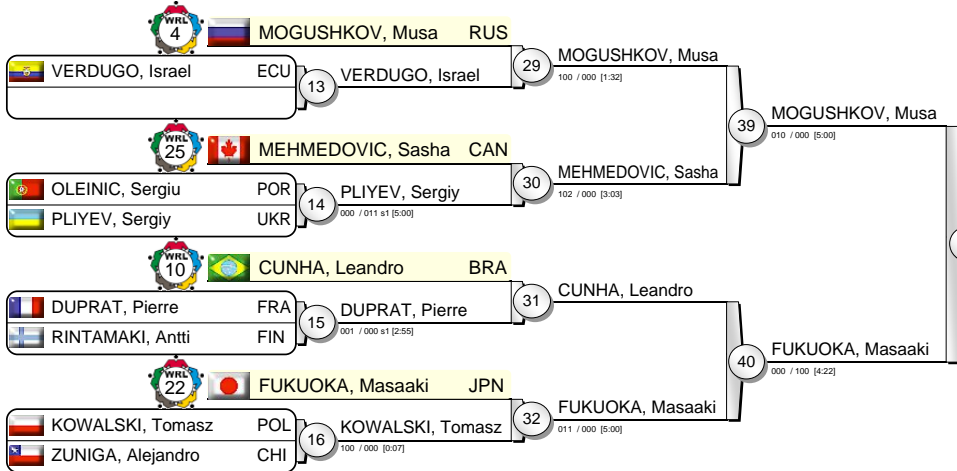 WRL
4
MOGUSHKOV, Musa RUS
VERDUGO, Israel ECU
13
VERDUGO, Israel
29
MOGUSHKOV, Musa
100 / 000 [1:32]
39
MOGUSHKOV, Musa
010 / 000 [5:00]
WRL
25
MEHMEDOVIC, Sasha CAN
OLEINIC, Sergiu POR
PLIYEV, Sergiy UKR
14
PLIYEV, Sergiy
000 / 011 s1 [5:00]
30
MEHMEDOVIC, Sasha
102 / 000 [3:03]
WRL
10
CUNHA, Leandro BRA
DUPRAT, Pierre FRA
RINTAMAKI, Antti FIN
15
DUPRAT, Pierre
001 / 000 s1 [2:55]
31
CUNHA, Leandro
40
FUKUOKA, Masaaki
000 / 100 [4:22]
WRL
22
FUKUOKA, Masaaki JPN
KOWALSKI, Tomasz POL
ZUNIGA, Alejandro CHI
16
KOWALSKI, Tomasz
100 / 000 [0:07]
32
FUKUOKA, Masaaki
011 / 000 [5:00]